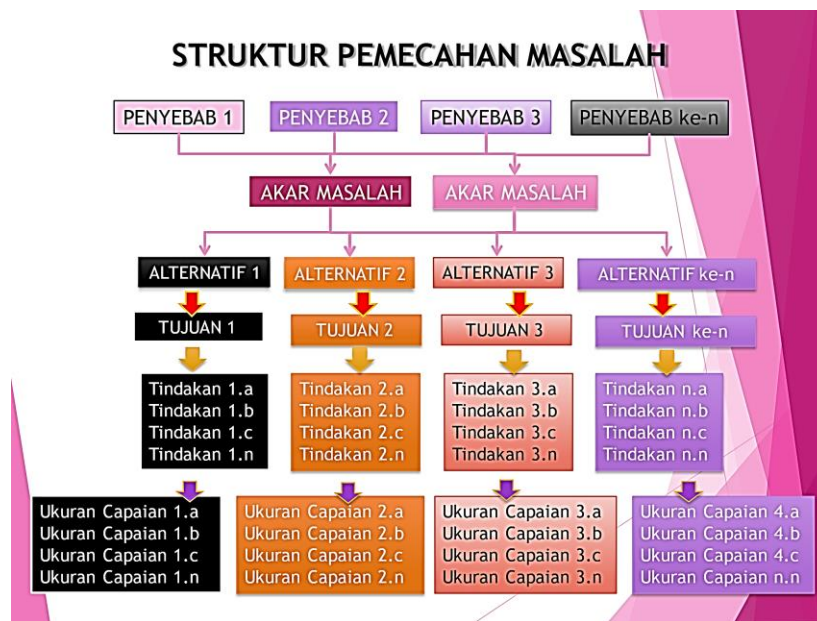 STRUKTUR PEMECAHAN MASALAH
PENYEBAB 1
PENYEBAB 2
PENYEBAB 3
PENYEBAB ke-n
AKAR MASALAH
AKAR MASALAH
ALTERNATIF 1
ALTERNATIF 2
ALTERNATIF 3
ALTERNATIF ke-n
TUJUAN 1
TUJUAN 2
TUJUAN 3
TUJUAN ke-n
Tindakan 1.a
Tindakan 1.b
Tindakan 1.c
Tindakan 1.n
Tindakan 2.a
Tindakan 2.b
Tindakan 2.c
Tindakan 2.n
Tindakan 3.a
Tindakan 3.b
Tindakan 3.c
Tindakan 3.n
Tindakan n.a
Tindakan n.b
Tindakan n.c
Tindakan n.n
Ukuran Capaian 1.a
Ukuran Capaian 1.b
Ukuran Capaian 1.c
Ukuran Capaian 1.n
Ukuran Capaian 2.a
Ukuran Capaian 2.b
Ukuran Capaian 2.c
Ukuran Capaian 2.n
Ukuran Capaian 3.a
Ukuran Capaian 3.b
Ukuran Capaian 3.c
Ukuran Capaian 3.n
Ukuran Capaian 4.a
Ukuran Capaian 4.b
Ukuran Capaian 4.c
Ukuran Capaian n.n